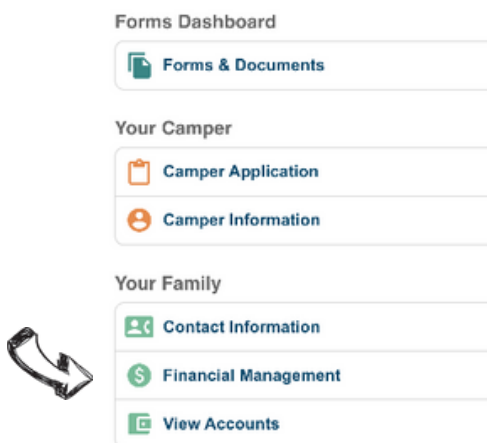 Forms Dashboard
Forms & Documents
Your Camper
Camper Application
Camper Information
Your Family
Contact Information
Financial Management
View Accounts